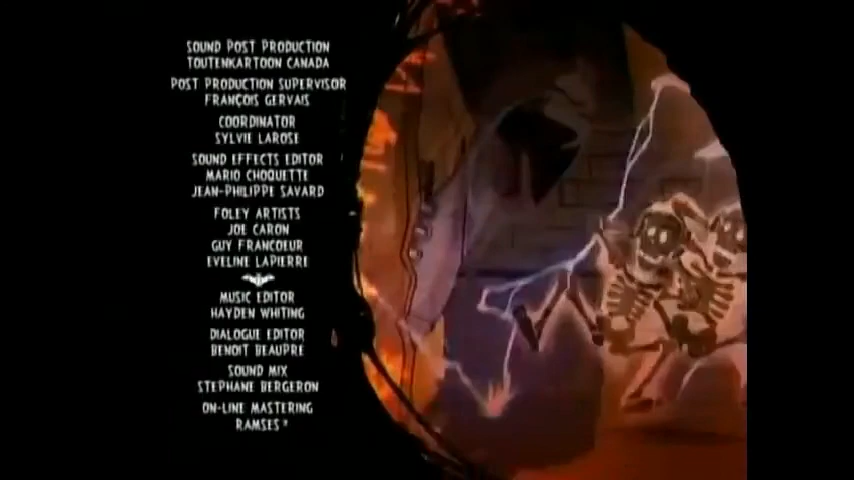 SOUND POST PRODUCTION
TOUTENKARTOON CANADA
POST PRODUCTION SUPERVISOR
FRANÇOIS GERVAIS
COORDINATOR
SYLVIE LAROSE
SOUND EFFECTS EDITOR
MARIO CHOQUETTE
JEAN-PHILIPPE SAVARD
FOLEY ARTISTS
JOE CARON
GUY FRANCOEUR
EVELINE LAPIERRE
MUSIC EDITOR
HAYDEN WHITING
DIALOGUE EDITOR
BENOIT BEAUPRE
SOUND MIX
STEPHANE BERGERON
ON-LINE MASTERING
RAMSES²